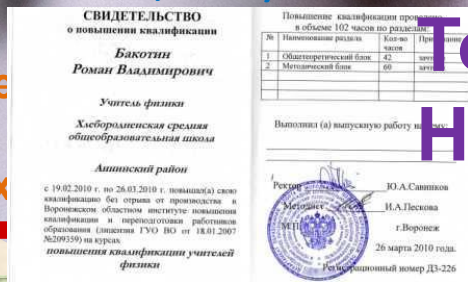 СВИДЕТЕЛЬСТВО
о повышении квалификации
Бакотин
Роман Владимирович
Учитель физики
Хлебородненская средняя
общеобразовательная школа
Аннинский район
с 19.02.2010 г. по 26.03.2010 г. повышал(а) свою
квалификацию без отрыва от производства в
Воронежском областном институте повышения
квалификации и переподготовки работников
образования (лицензия ГУО ВО от 18.01.2007
№209359) на курсах
повышения квалификации учителей
физики
Повышение квалификации
в объеме 102 часов по разделам:
№ Наименование раздела Кол-во часов
1 Общетеоретический блок 42
2 Методический блок 60
Выполнил (а) выпускную работу
Ректор Ю.А.Савинков
Методист И.А.Пескова
М.П. г.Воронеж
26 марта 2010 года.
Регистрационный номер ДЗ-226